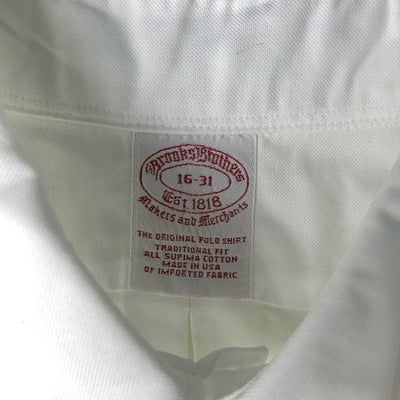 Brooks Brothers
16-31
Est 1818
Makers and Merchants
THE ORIGINAL POLO SHIRT
TRADITIONAL FIT
ALL SUPIMA COTTON
MADE IN USA
OF IMPORTED FABRIC